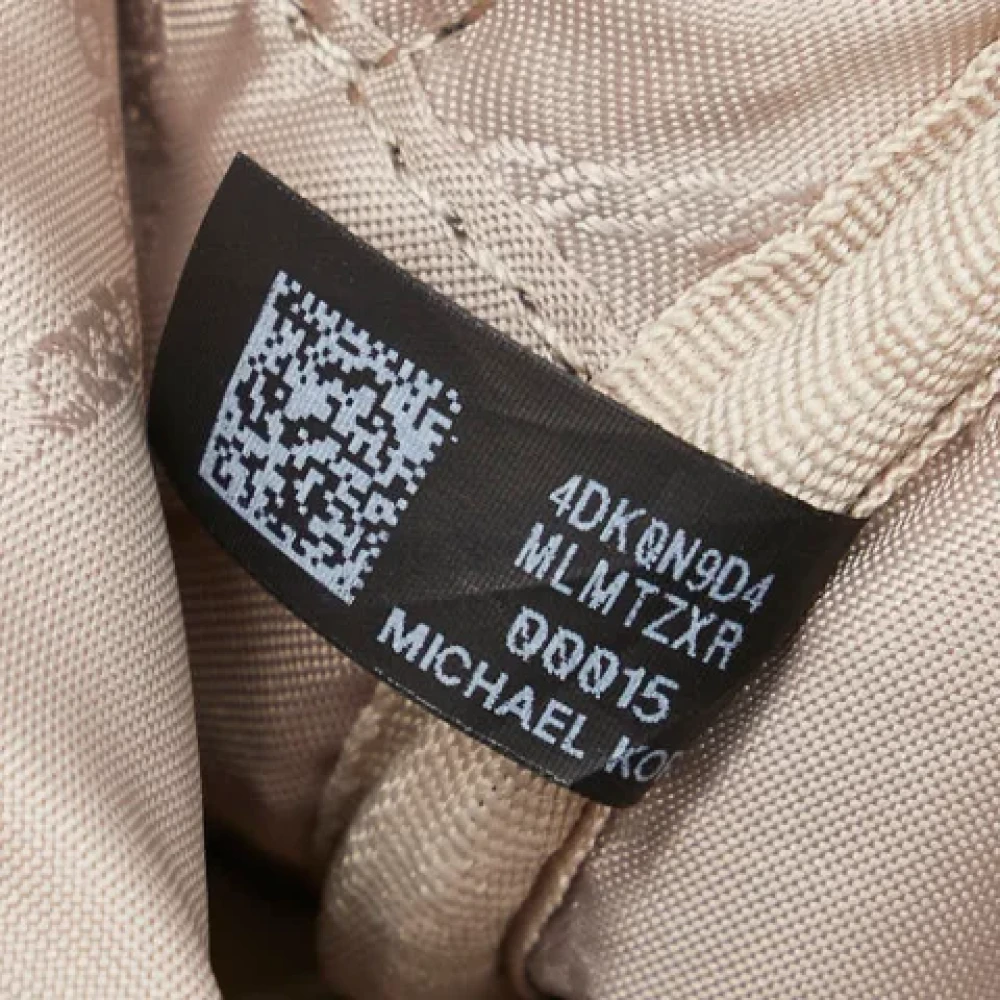 4DK0N9D4
MLMTZXR
00015
MICHAEL KO